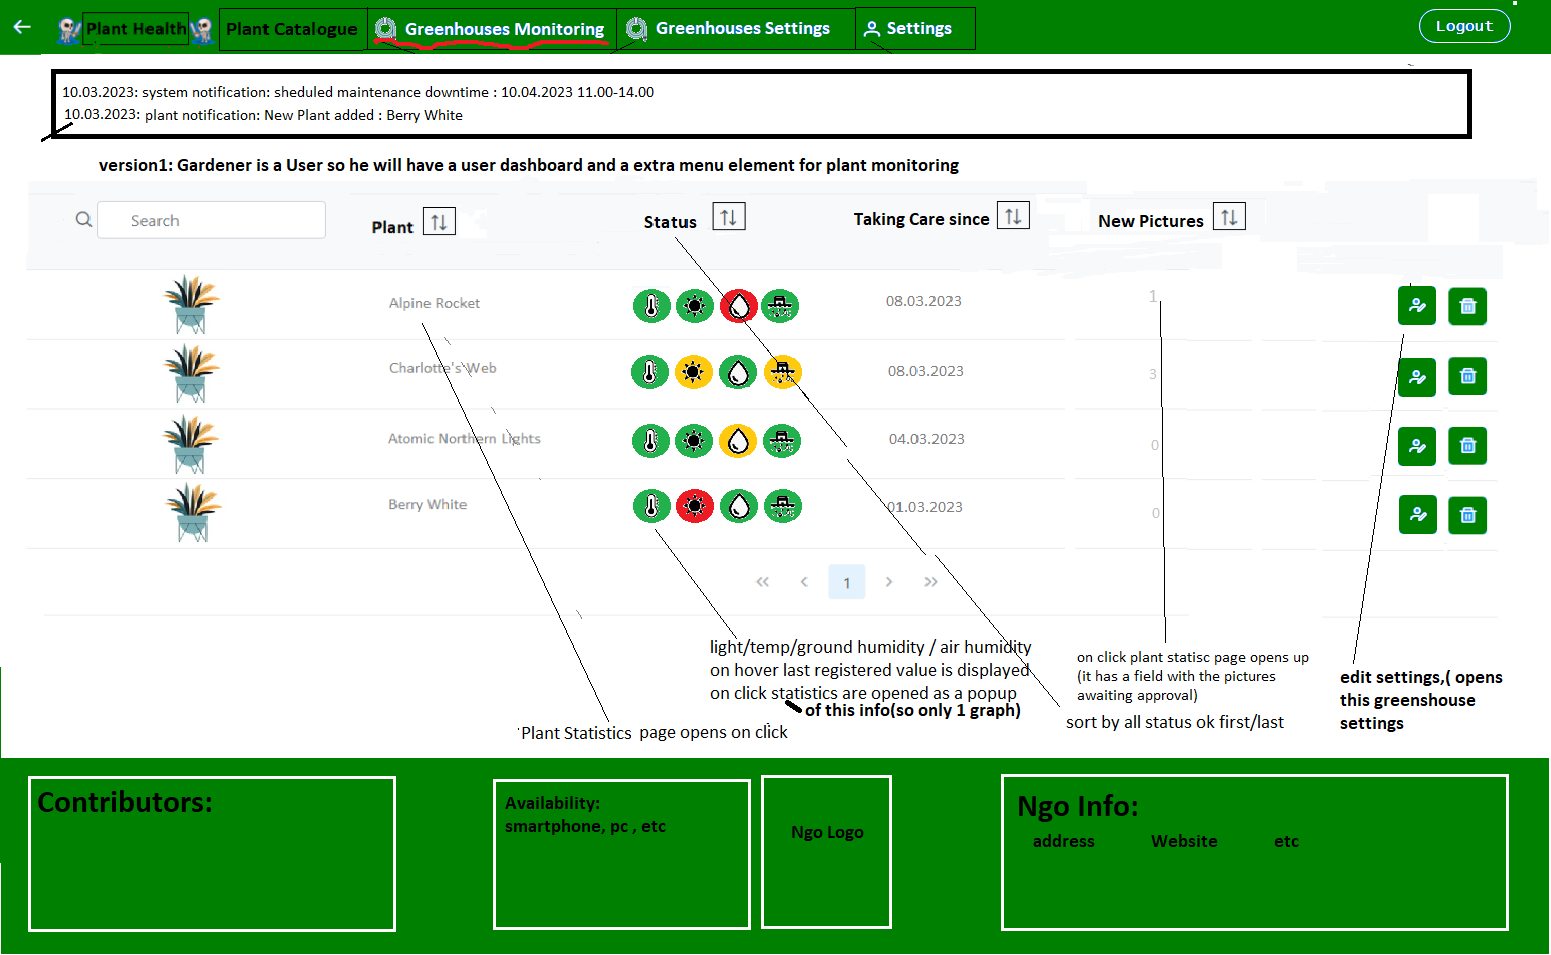 Plant Health
Plant Catalogue
Greenhouses Monitoring
Greenhouses Settings
Settings
Logout
10.03.2023: system notification: sheduled maintenance downtime : 10.04.2023 11.00-14.00
10.03.2023: plant notification: New Plant added : Berry White
version1: Gardener is a User so he will have a user dashboard and a extra menu element for plant monitoring
Search
Plant
Status
Taking Care since
New Pictures
Alpine Rocket
08.03.2023
1
Charlotte's Web
08.03.2023
3
Atomic Northern Lights
04.03.2023
0
Berry White
01.03.2023
0
1
light/temp/ground humidity / air humidity
on hover last registered value is displayed
on click statistics are opened as a popup
of this info(so only 1 graph)
on click plant statisc page opens up
(it has a field with the pictures
awaiting approval)
edit settings,( opens
this greenshouse
settings
sort by all status ok first/last
'Plant Statistics page opens on click
Contributors:
Availability:
smartphone, pc , etc
Ngo Logo
Ngo Info:
address
Website
etc